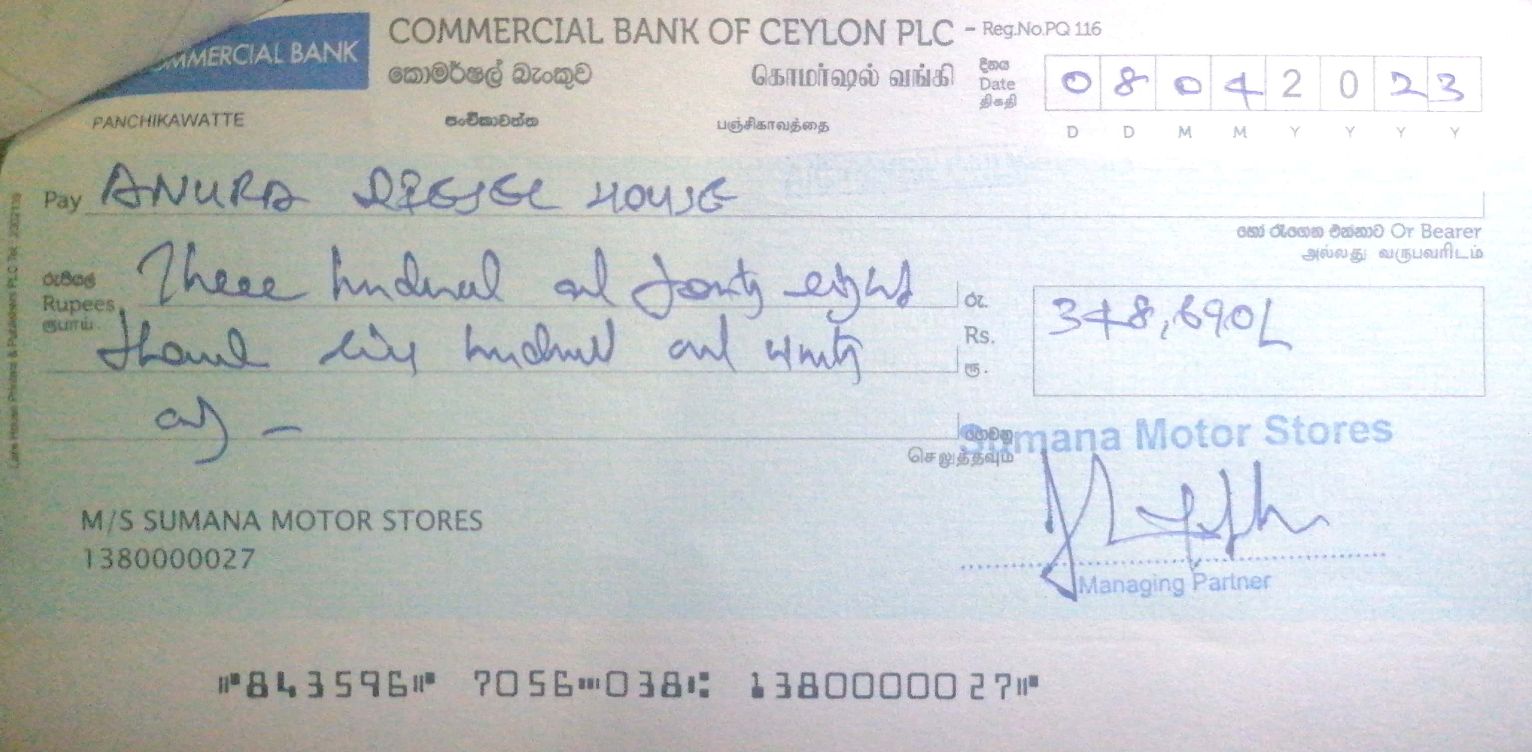 COMMERCIAL BANK
COMMERCIAL BANK OF CEYLON PLC - Reg.No.PQ 116
කොමර්ෂල් බැංකුව கொமர்ஷல் வங்கி
දිනය
Date
திகதி
0 8 0 4 2 0 2 3
D D M M Y Y Y Y
PANCHIKAWATTE පංචිකාවත්ත பஞ்சிகாவத்தை
Pay ANURA DIESEL HOUSE
හෝ රැගෙන එන්නාට Or Bearer
அல்லது வருபவரிடம்
රුපියල්
Rupees
ரூபாய்
Three hundred and forty eight
thousand six hundred and ninty
only —
රු.
Rs.
ரூ.
348,690/-
ගෙවනු
செலுத்தவும்
Sumana Motor Stores
M/S SUMANA MOTOR STORES
1380000027
Managing Partner
⑈843596⑈ 7056⑉038⑆ 1380000027⑈